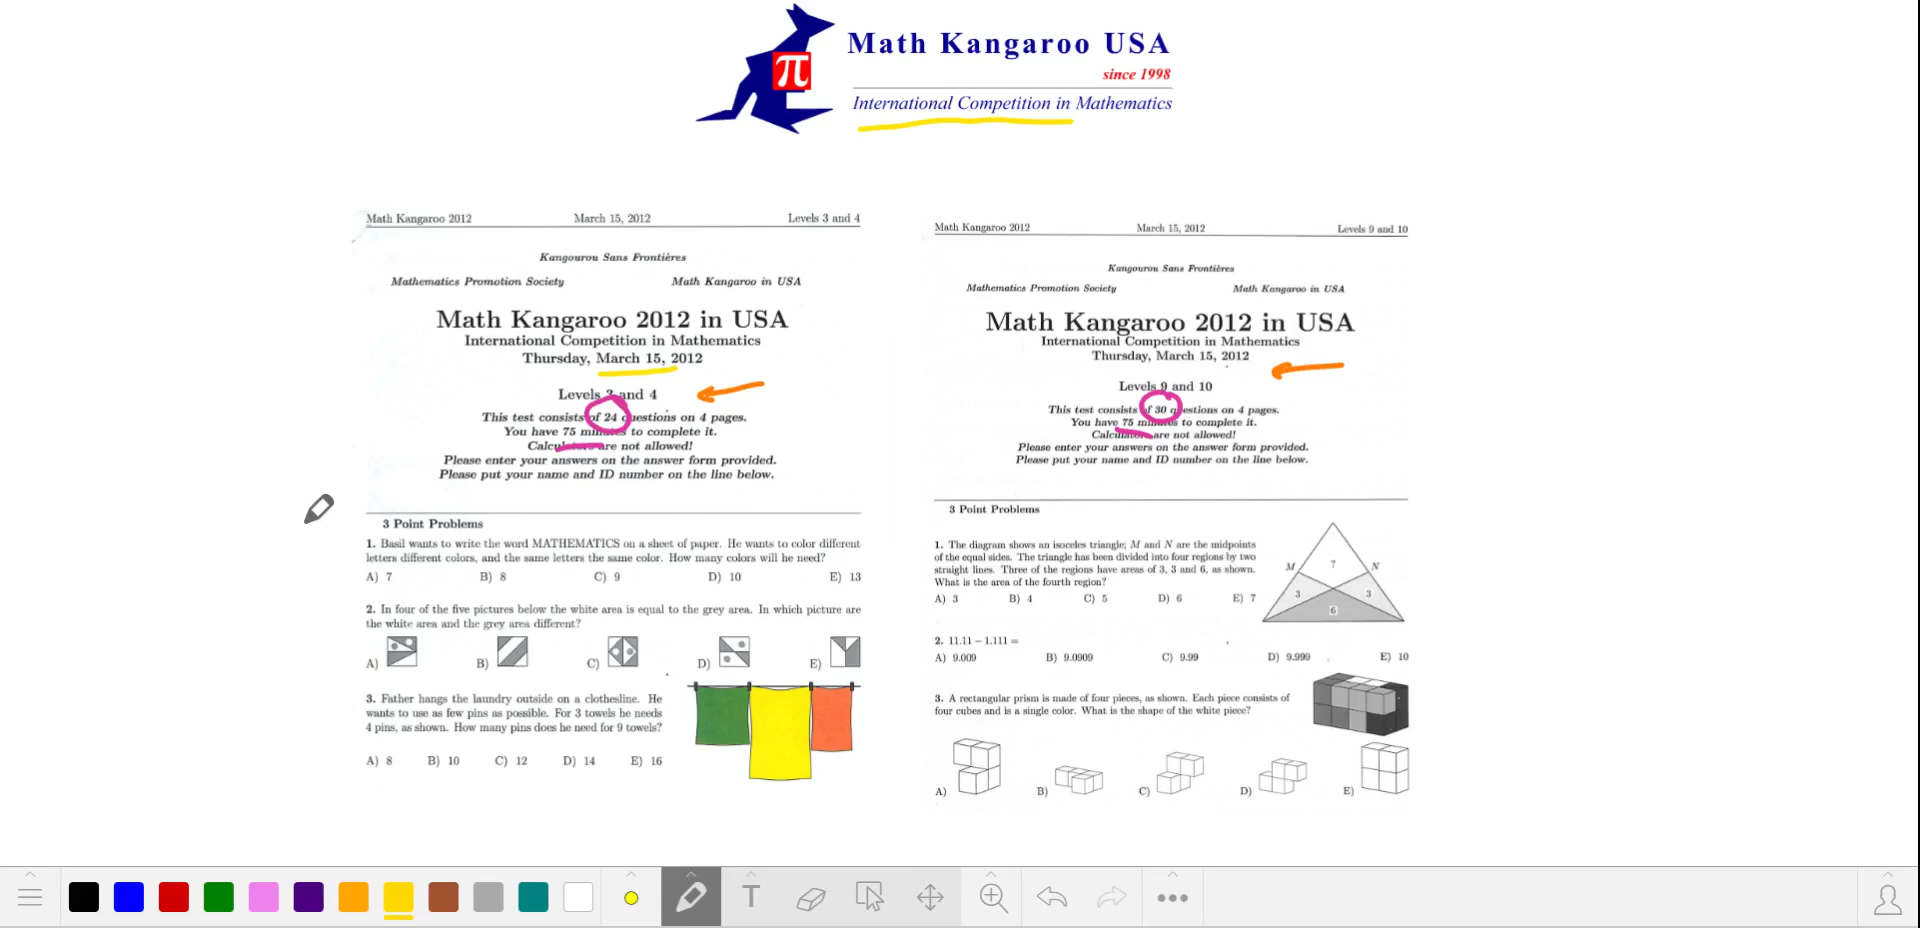 Math Kangaroo USA
since 1998
International Competition in Mathematics
π
Math Kangaroo 2012 March 15, 2012 Levels 3 and 4
Kangourou Sans Frontières
Mathematics Promotion Society Math Kangaroo in USA
Math Kangaroo 2012 in USA
International Competition in Mathematics
Thursday, March 15, 2012
Levels 3 and 4
This test consists of 24 questions on 4 pages.
You have 75 minutes to complete it.
Calculators are not allowed!
Please enter your answers on the answer form provided.
Please put your name and ID number on the line below.
3 Point Problems
1. Basil wants to write the word MATHEMATICS on a sheet of paper. He wants to color different
letters different colors, and the same letters the same color. How many colors will he need?
A) 7 B) 8 C) 9 D) 10 E) 13
2. In four of the five pictures below the white area is equal to the grey area. In which picture are
the white area and the grey area different?
A) B) C) D) E)
3. Father hangs the laundry outside on a clothesline. He
wants to use as few pins as possible. For 3 towels he needs
4 pins, as shown. How many pins does he need for 9 towels?
A) 8 B) 10 C) 12 D) 14 E) 16
Math Kangaroo 2012 March 15, 2012 Levels 9 and 10
Kangourou Sans Frontières
Mathematics Promotion Society Math Kangaroo in USA
Math Kangaroo 2012 in USA
International Competition in Mathematics
Thursday, March 15, 2012
Levels 9 and 10
This test consists of 30 questions on 4 pages.
You have 75 minutes to complete it.
Calculators are not allowed!
Please enter your answers on the answer form provided.
Please put your name and ID number on the line below.
3 Point Problems
1. The diagram shows an isoceles triangle; M and N are the midpoints
of the equal sides. The triangle has been divided into four regions by two
straight lines. Three of the regions have areas of 3, 3 and 6, as shown.
What is the area of the fourth region?
A) 3 B) 4 C) 5 D) 6 E) 7
M ? N
3 3
6
2. 11.11 − 1.111 =
A) 9.009 B) 9.0909 C) 9.99 D) 9.999 E) 10
3. A rectangular prism is made of four pieces, as shown. Each piece consists of
four cubes and is a single color. What is the shape of the white piece?
A) B) C) D) E)
T